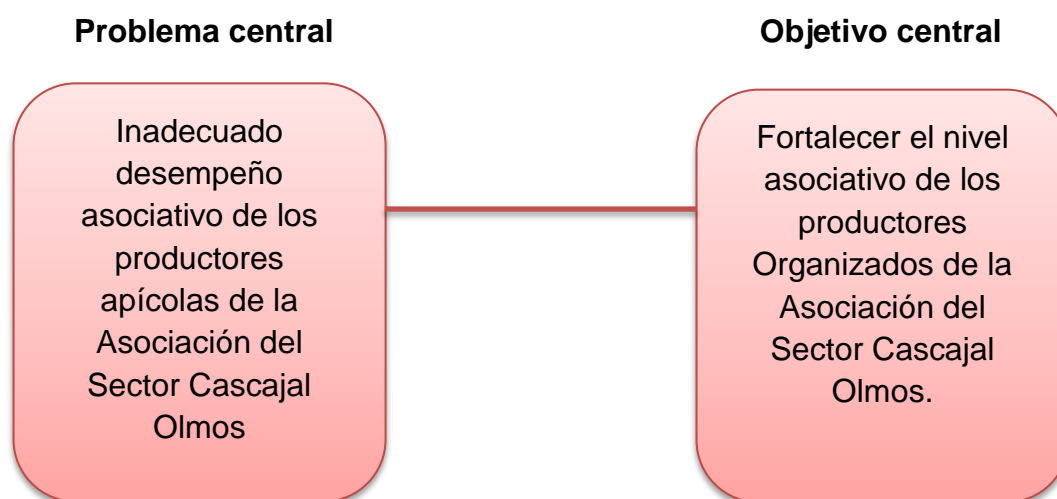 Problema central
Inadecuado
desempeño
asociativo de los
productores
apícolas de la
Asociación del
Sector Cascajal
Olmos
Objetivo central
Fortalecer el nivel
asociativo de los
productores
Organizados de la
Asociación del
Sector Cascajal
Olmos.